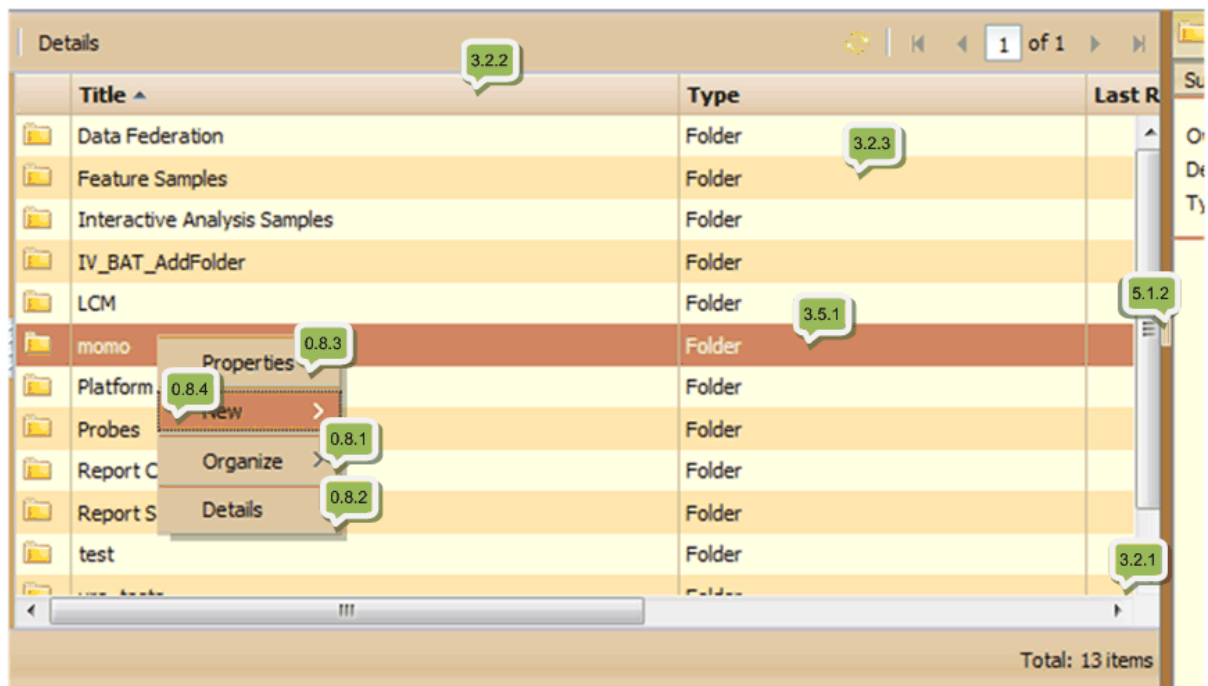 Details
3.2.2
1 of 1
Title
Type
Last R
Su
Data Federation
Folder
3.2.3
Feature Samples
Folder
Interactive Analysis Samples
Folder
IV_BAT_AddFolder
Folder
LCM
Folder
5.1.2
3.5.1
momo
Folder
0.8.3
Properties
Platform
Folder
0.8.4
New
Probes
Folder
0.8.1
Report C
Organize
Folder
0.8.2
Report S
Details
Folder
test
Folder
3.2.1
Total: 13 items